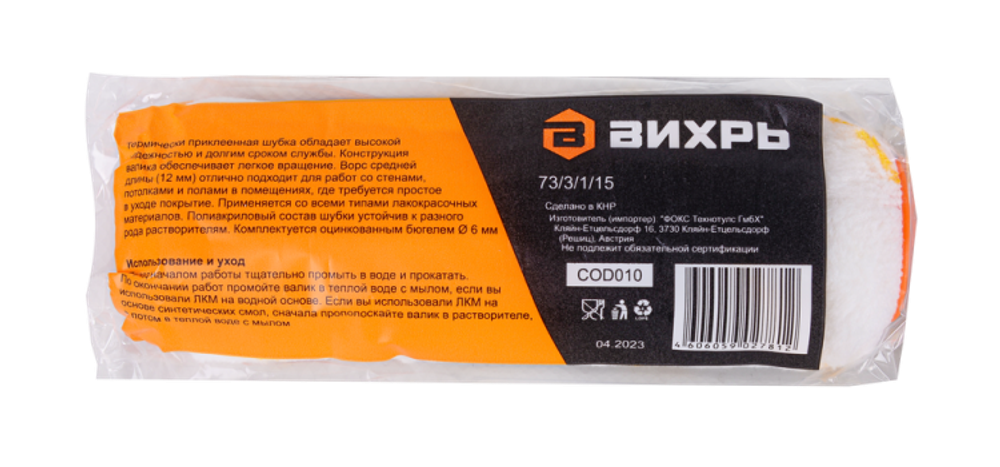 Термически приклеенная шубка обладает высокой
надежностью и долгим сроком службы. Конструкция
валика обеспечивает легкое вращение. Ворс средней
длины (12 мм) отлично подходит для работ со стенами,
потолками и полами в помещениях, где требуется простое
в уходе покрытие. Применяется со всеми типами лакокрасочных
материалов. Полиакриловый состав шубки устойчив к разного
рода растворителям. Комплектуется оцинкованным бюгелем Ø 6 мм
Использование и уход
началом работы тщательно промыть в воде и прокатать.
По окончании работ промойте валик в теплой воде с мылом, если вы
использовали ЛКМ на водной основе. Если вы использовали ЛКМ на
основе синтетических смол, сначала прополоскайте валик в растворителе,
потом в теплой воде с мылом
ВИХРЬ
73/3/1/15
Сделано в КНР
Изготовитель (импортер) "ФОКС Технотулс ГмбХ"
Кляйн-Етцельсдорф 16, 3730 Кляйн-Етцельсдорф
(Решиц), Австрия
Не подлежит обязательной сертификации
COD010
04.2023
4606059027812